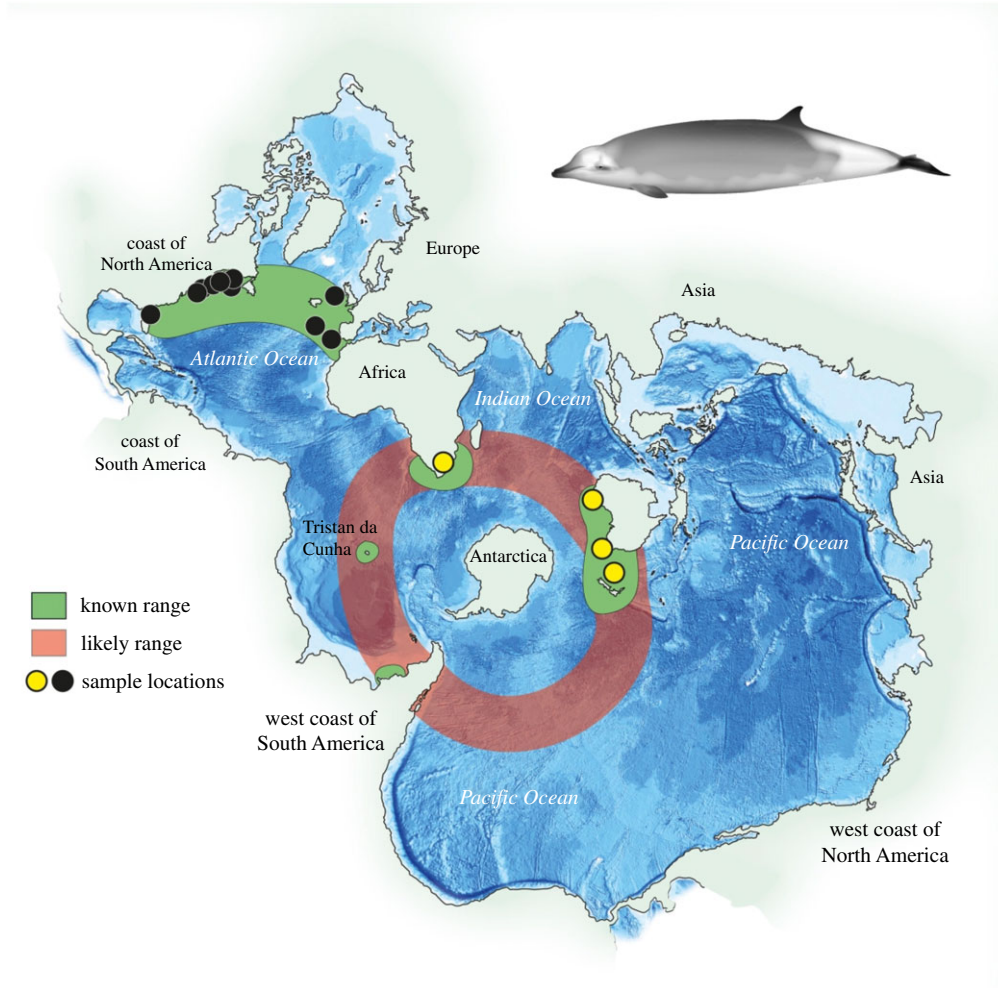 coast of
North America
Europe
Asia
Atlantic Ocean
Africa
Indian Ocean
coast of
South America
Asia
Tristan da
Cunha
Antarctica
Pacific Ocean
known range
likely range
sample locations
west coast of
South America
Pacific Ocean
west coast of
North America